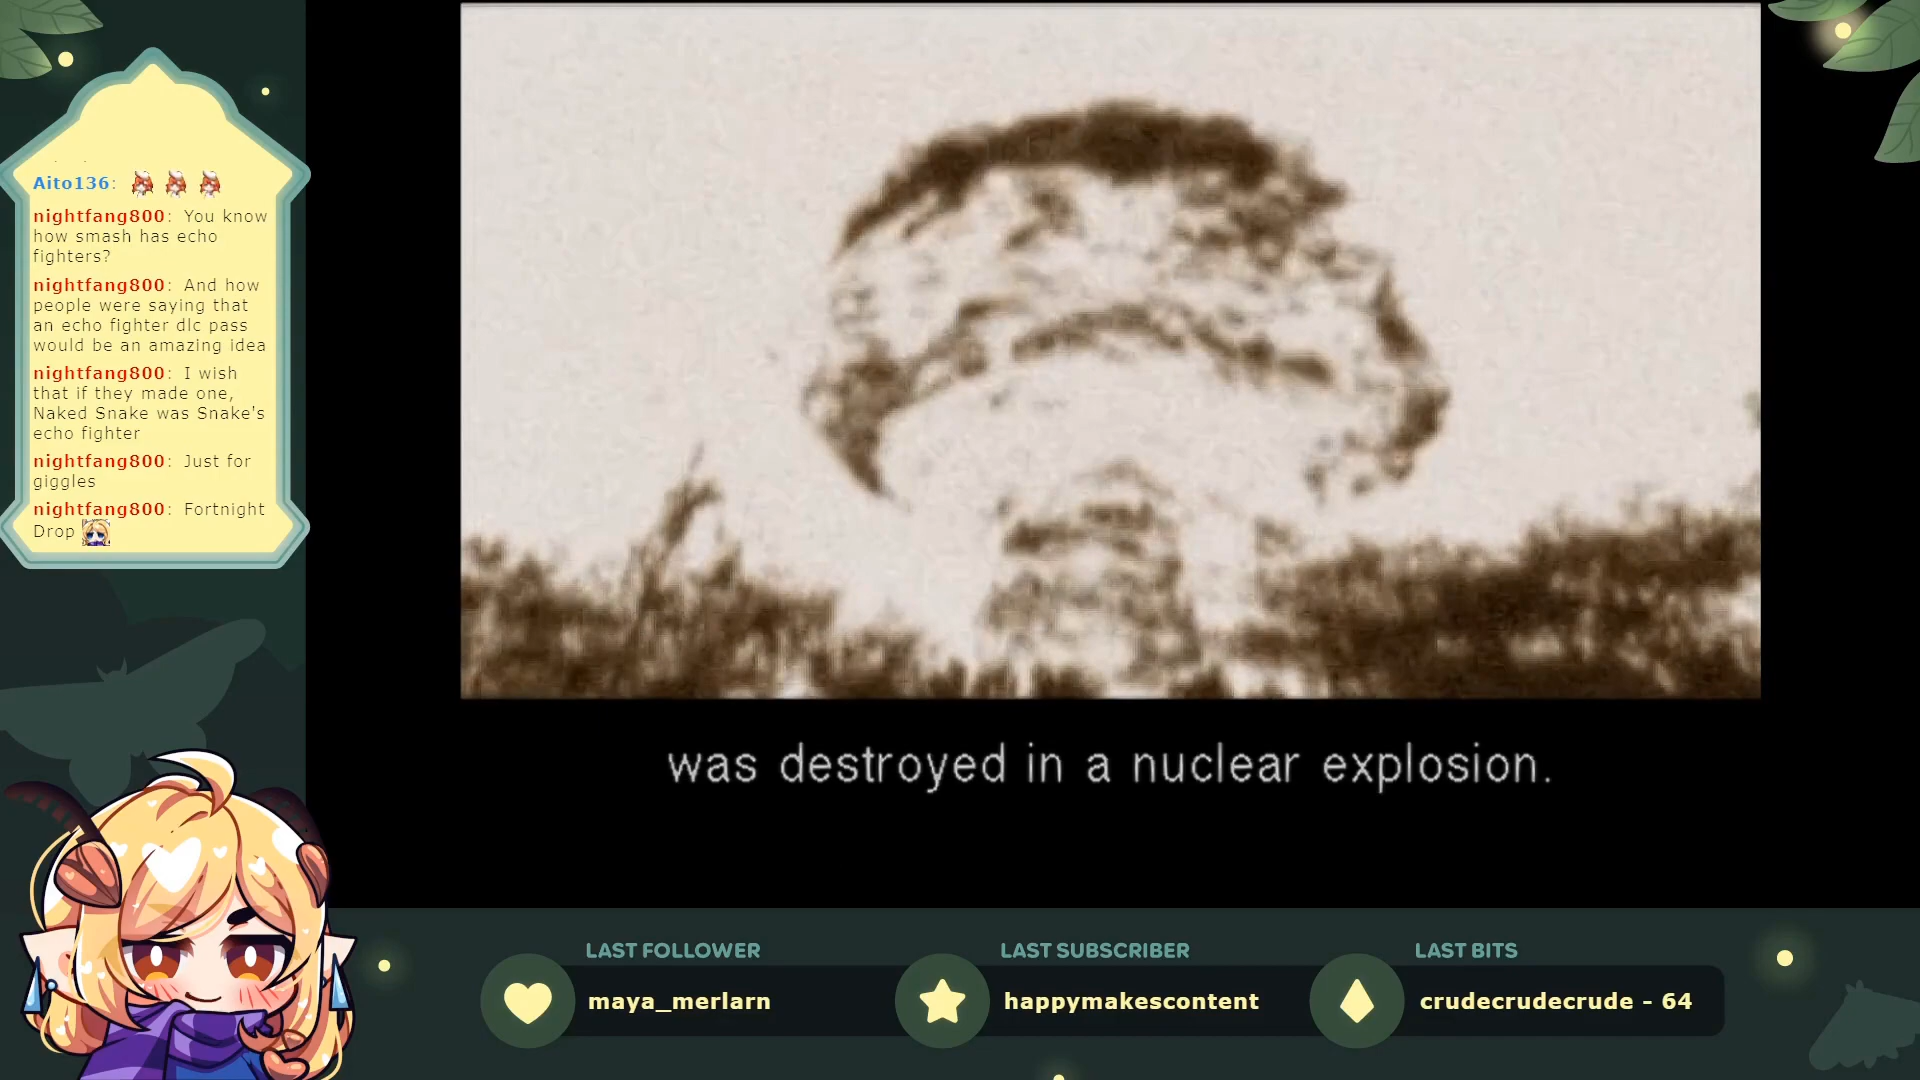 Aito136:
nightfang800: You know
how smash has echo
fighters?
nightfang800: And how
people were saying that
an echo fighter dlc pass
would be an amazing idea
nightfang800: I wish
that if they made one,
Naked Snake was Snake's
echo fighter
nightfang800: Just for
giggles
nightfang800: Fortnight
Drop
was destroyed in a nuclear explosion.
LAST FOLLOWER
maya_merlarn
LAST SUBSCRIBER
happymakescontent
LAST BITS
crudecrudecrude - 64